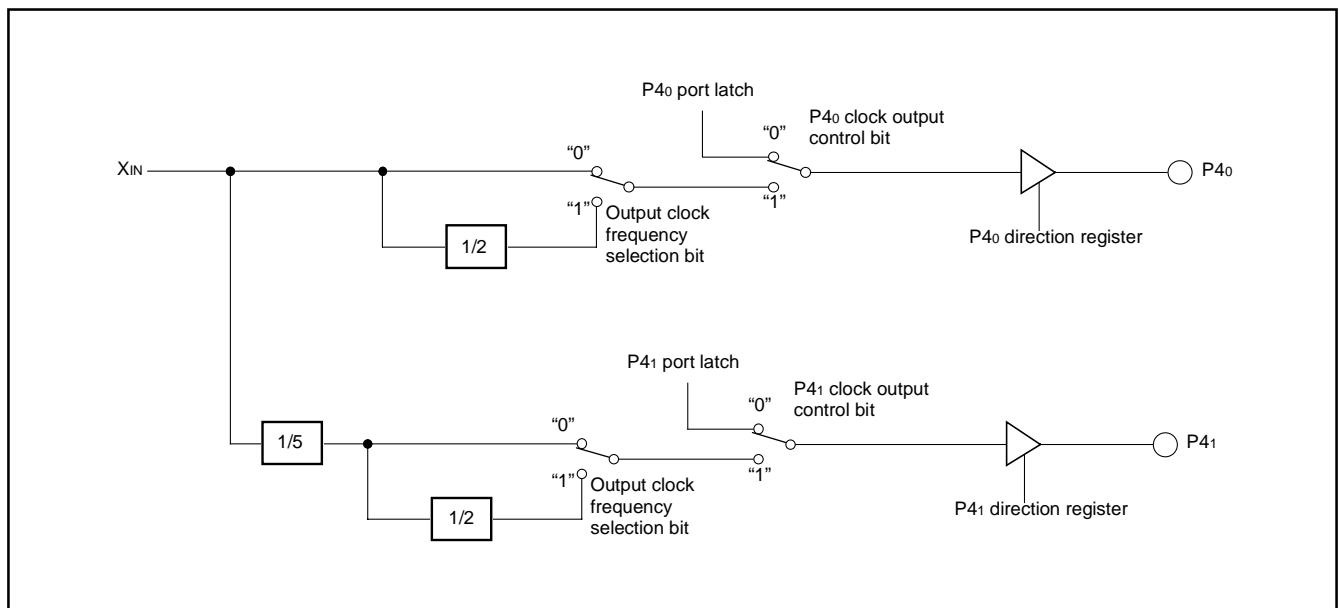 P40 port latch
P40 clock output
control bit
“0”
XIN
“0”
P40
“1”
“1”
Output clock
frequency
selection bit
1/2
P40 direction register
P41 port latch
P41 clock output
control bit
“0”
“0”
1/5
P41
“1”
“1”
Output clock
frequency
selection bit
1/2
P41 direction register